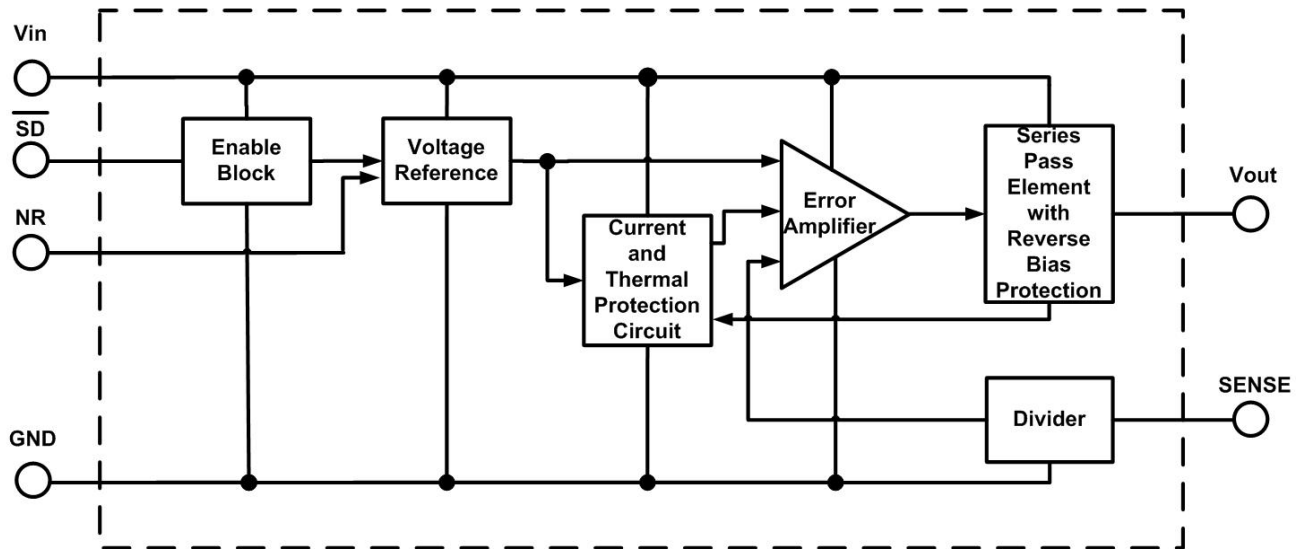 Vin
SD
NR
GND
Enable
Block
Voltage
Reference
Current
and
Thermal
Protection
Circuit
Error
Amplifier
Series
Pass
Element
with
Reverse
Bias
Protection
Divider
Vout
SENSE